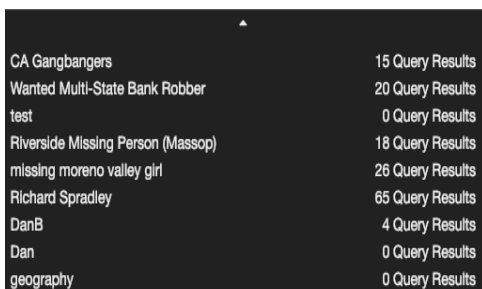 CA Gangbangers 15 Query Results
Wanted Multi-State Bank Robber 20 Query Results
test 0 Query Results
Riverside Missing Person (Massop) 18 Query Results
missing moreno valley girl 26 Query Results
Richard Spradley 65 Query Results
DanB 4 Query Results
Dan 0 Query Results
geography 0 Query Results